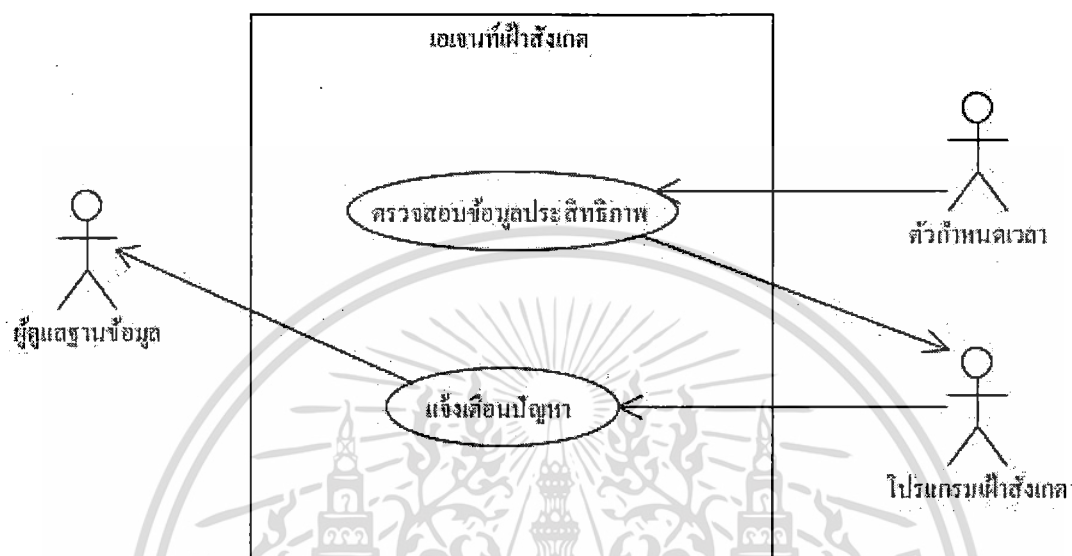 เอเจนท์เฝ้าสังเกต
ตรวจสอบข้อมูลประสิทธิภาพ
ตัวกำหนดเวลา
ผู้ดูแลฐานข้อมูล
แจ้งเตือนปัญหา
โปรแกรมเฝ้าสังเกต